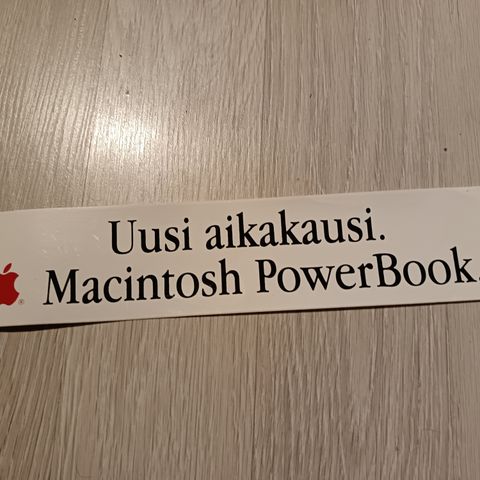 Uusi aikakausi.
Macintosh PowerBook.